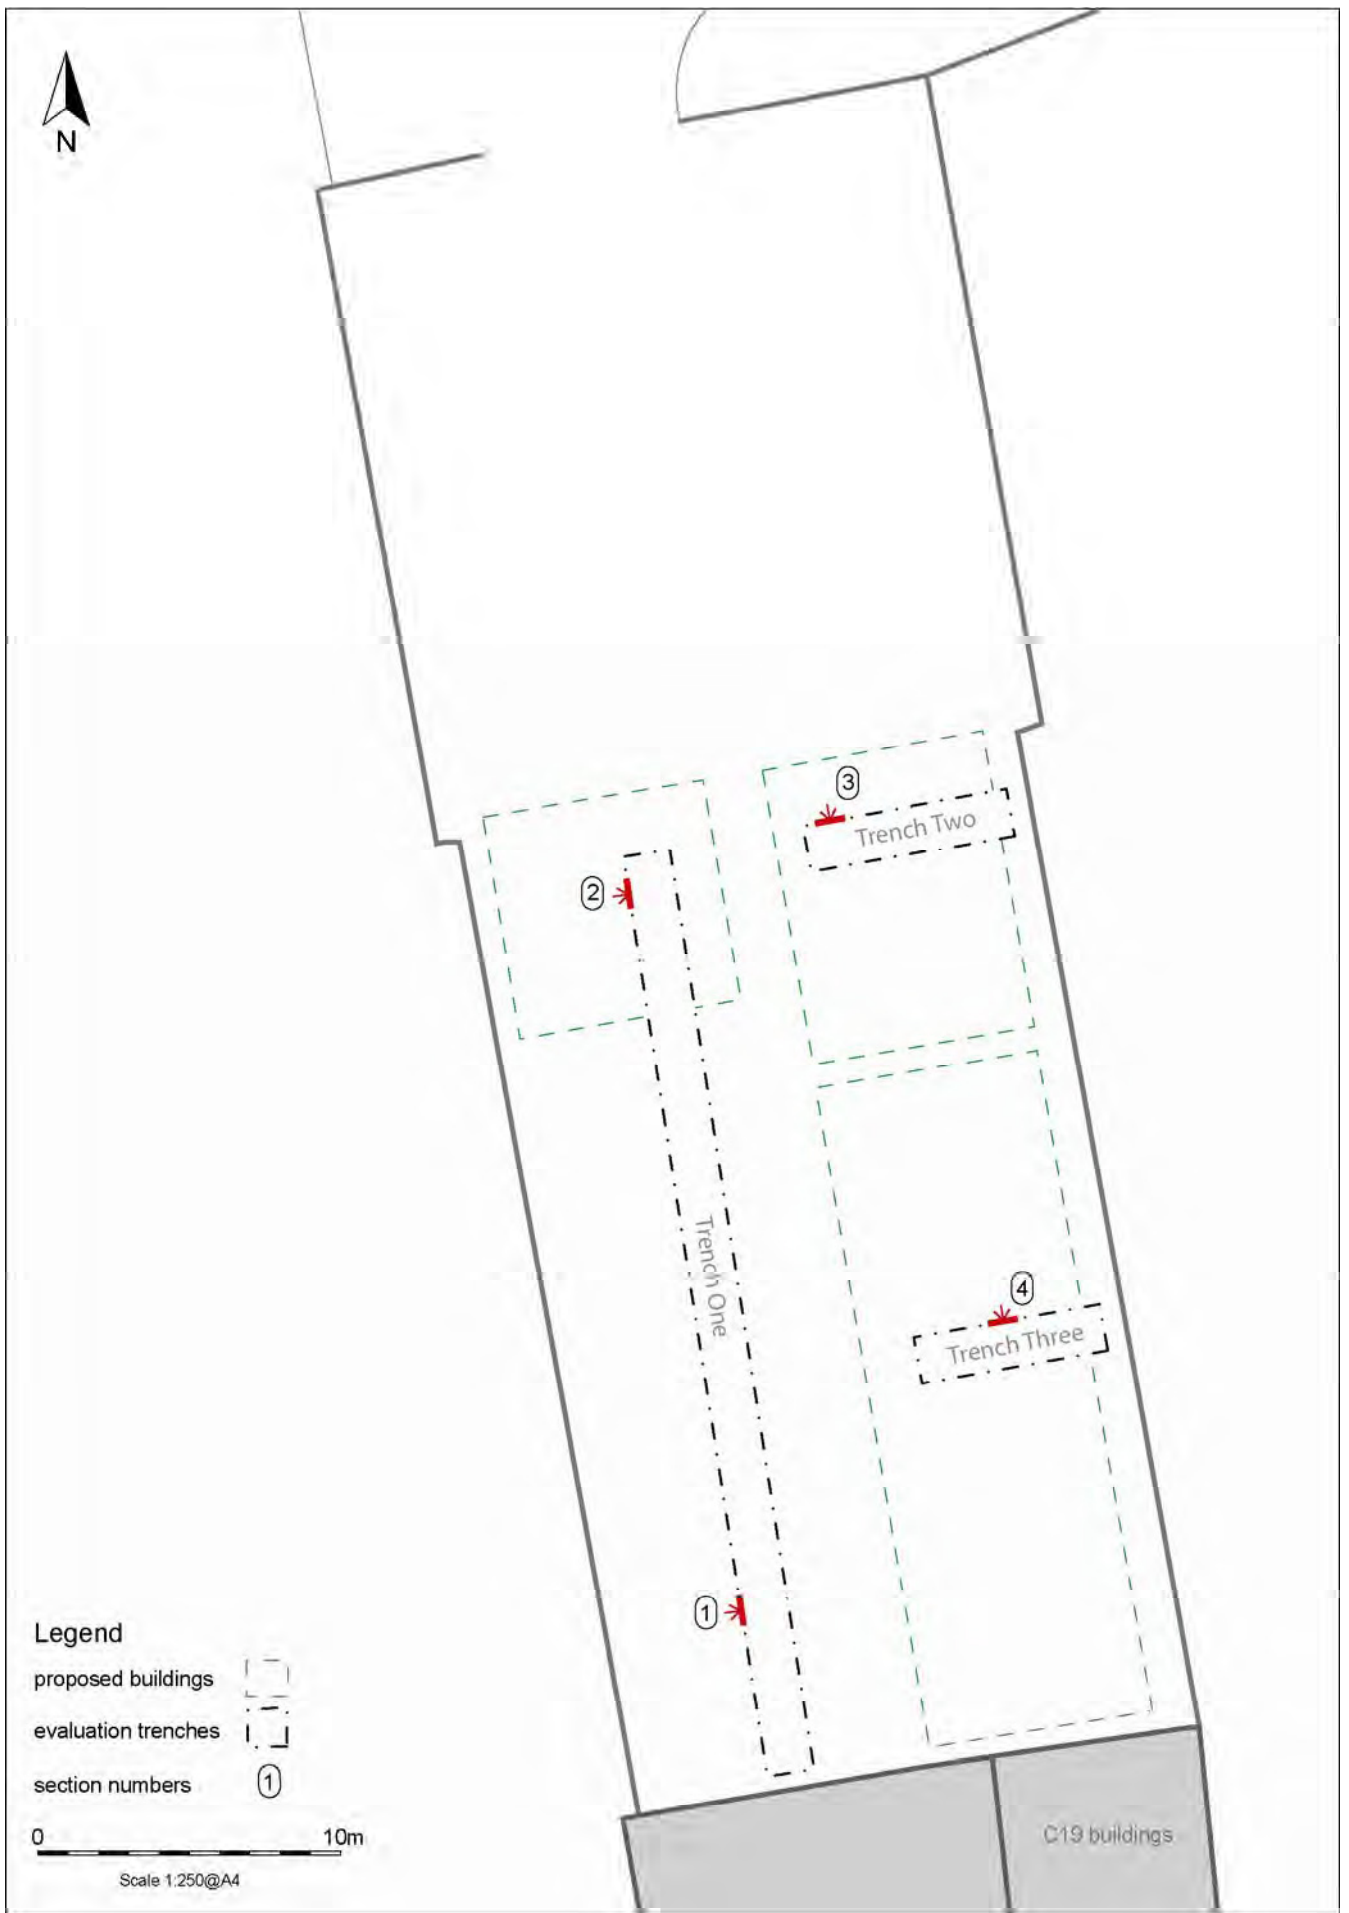 N
3
Trench Two
2
Trench One
4
Trench Three
1
Legend
proposed buildings
evaluation trenches
section numbers 1
0 10m
Scale 1:250@A4
C19 buildings